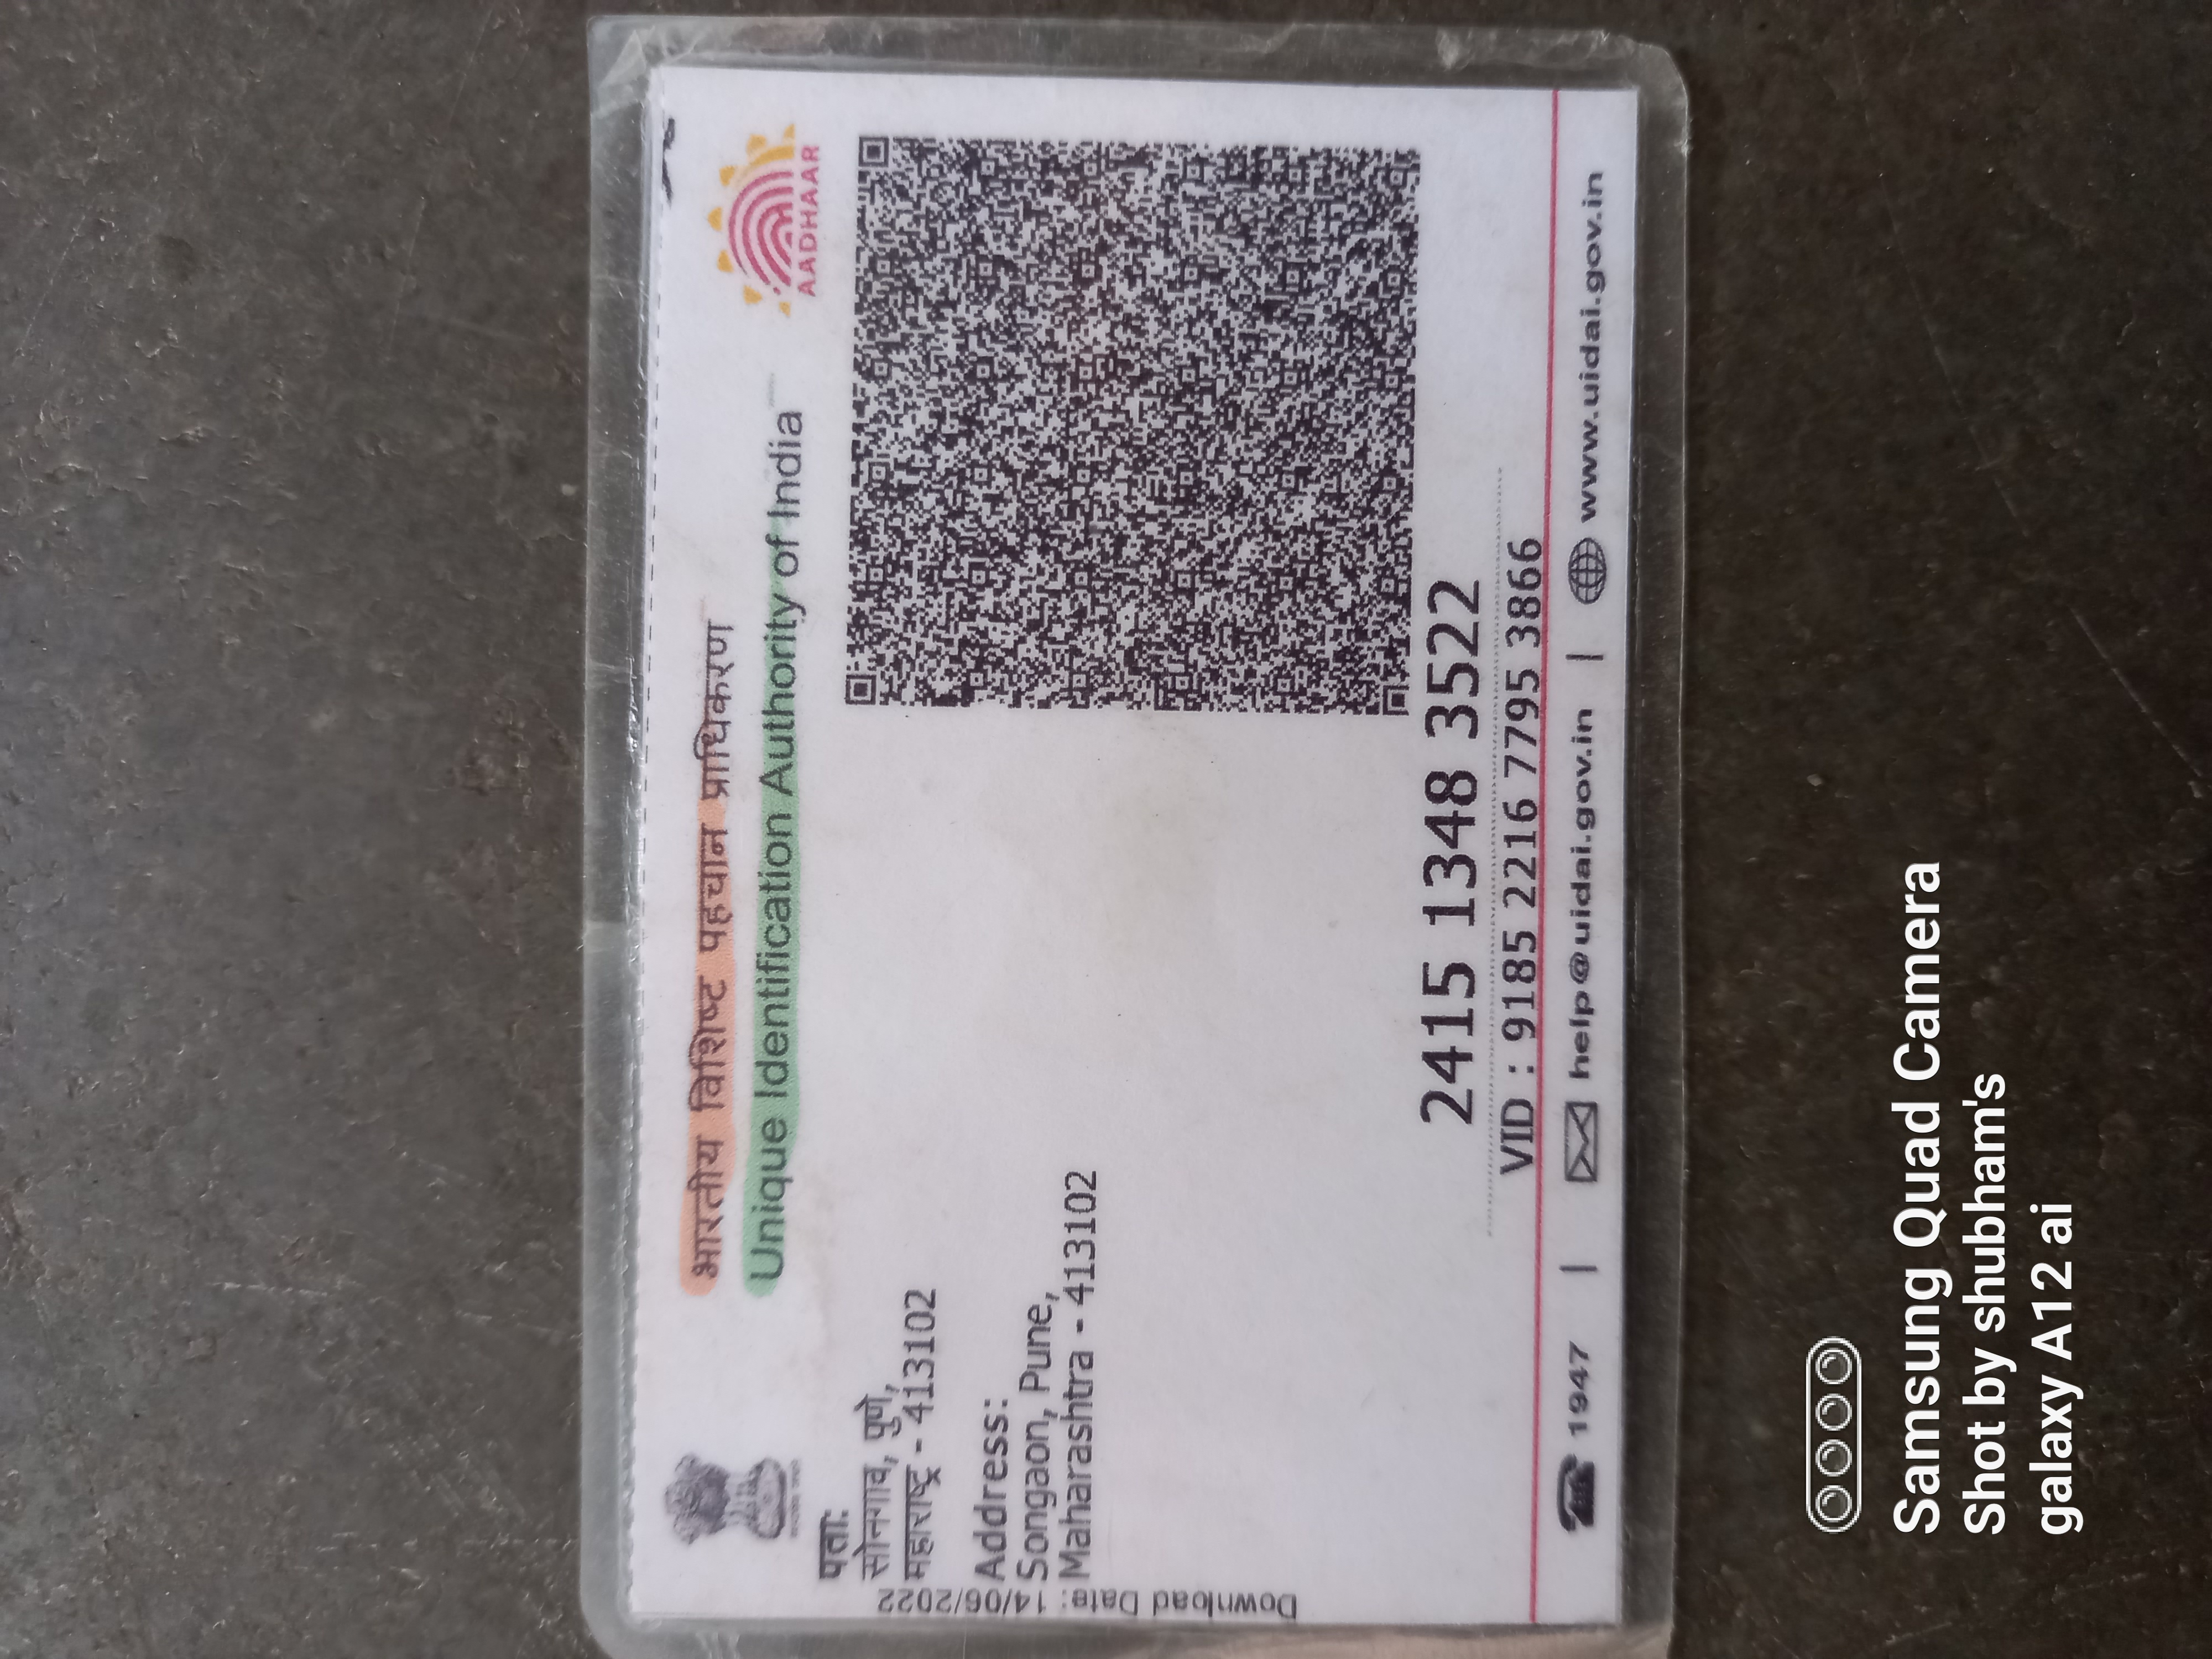 भारतीय विशिष्ट पहचान प्राधिकरण
Unique Identification Authority of India
AADHAAR
पता:
सोनगाव, पुणे,
महाराष्ट्र - 413102
Address:
Songaon, Pune,
Maharashtra - 413102
Download Date: 14/06/2022
2415 1348 3522
VID : 9185 2216 7795 3866
1947 | help@uidai.gov.in | www.uidai.gov.in
Samsung Quad Camera
Shot by shubham's
galaxy A12 ai